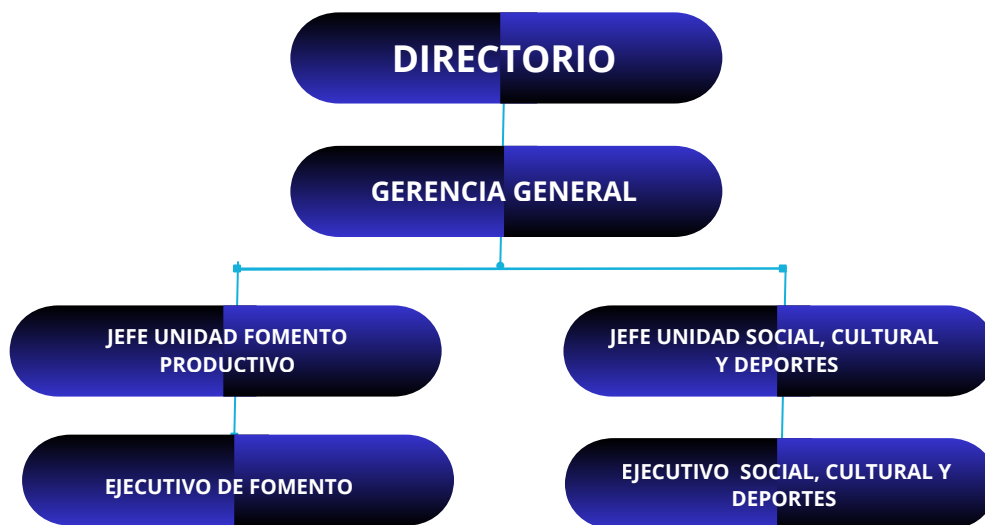 DIRECTORIO
GERENCIA GENERAL
JEFE UNIDAD FOMENTO
PRODUCTIVO
JEFE UNIDAD SOCIAL, CULTURAL
Y DEPORTES
EJECUTIVO DE FOMENTO
EJECUTIVO SOCIAL, CULTURAL Y
DEPORTES